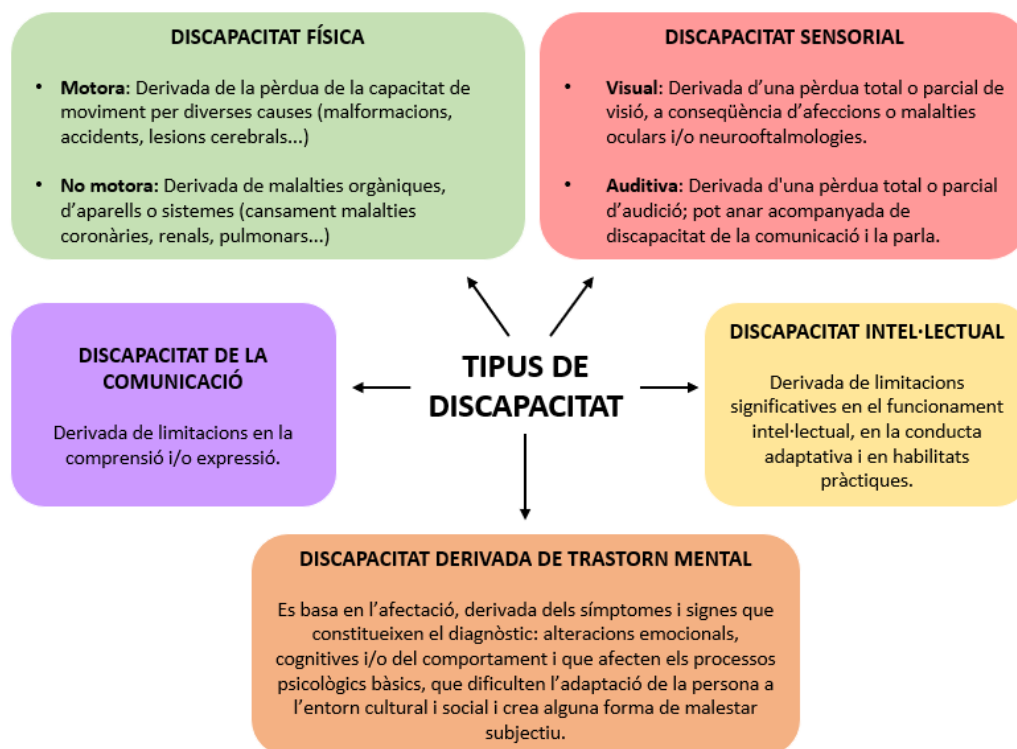 DISCAPACITAT FÍSICA
• Motora: Derivada de la pèrdua de la capacitat de
moviment per diverses causes (malformacions,
accidents, lesions cerebrals...)
• No motora: Derivada de malalties orgàniques,
d’aparells o sistemes (cansament malalties
coronàries, renals, pulmonars...)
DISCAPACITAT SENSORIAL
• Visual: Derivada d’una pèrdua total o parcial de
visió, a conseqüència d’afeccions o malalties
oculars i/o neurooftalmologies.
• Auditiva: Derivada d'una pèrdua total o parcial
d’audició; pot anar acompanyada de
discapacitat de la comunicació i la parla.
DISCAPACITAT DE LA
COMUNICACIÓ
Derivada de limitacions en la
comprensió i/o expressió.
TIPUS DE
DISCAPACITAT
DISCAPACITAT INTEL·LECTUAL
Derivada de limitacions
significatives en el funcionament
intel·lectual, en la conducta
adaptativa i en habilitats
pràctiques.
DISCAPACITAT DERIVADA DE TRASTORN MENTAL
Es basa en l’afectació, derivada dels símptomes i signes que
constitueixen el diagnòstic: alteracions emocionals,
cognitives i/o del comportament i que afecten els processos
psicològics bàsics, que dificulten l’adaptació de la persona a
l’entorn cultural i social i crea alguna forma de malestar
subjectiu.